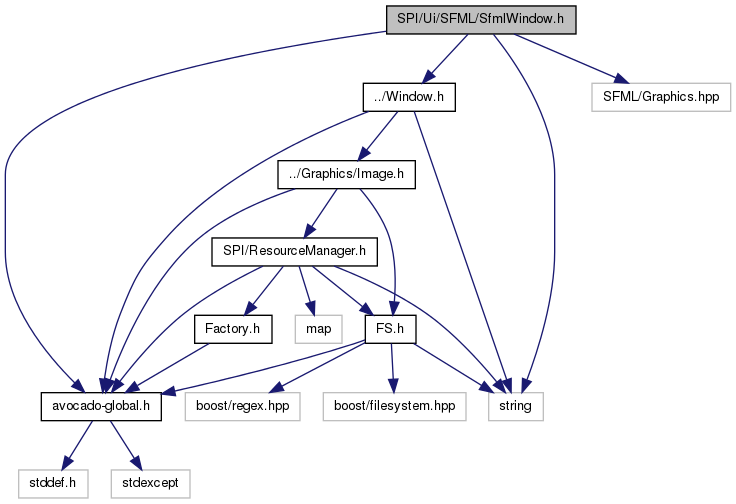 SPI/Ui/SFML/SfmlWindow.h
../Window.h
SFML/Graphics.hpp
../Graphics/Image.h
SPI/ResourceManager.h
Factory.h
map
FS.h
avocado-global.h
boost/regex.hpp
boost/filesystem.hpp
string
stddef.h
stdexcept